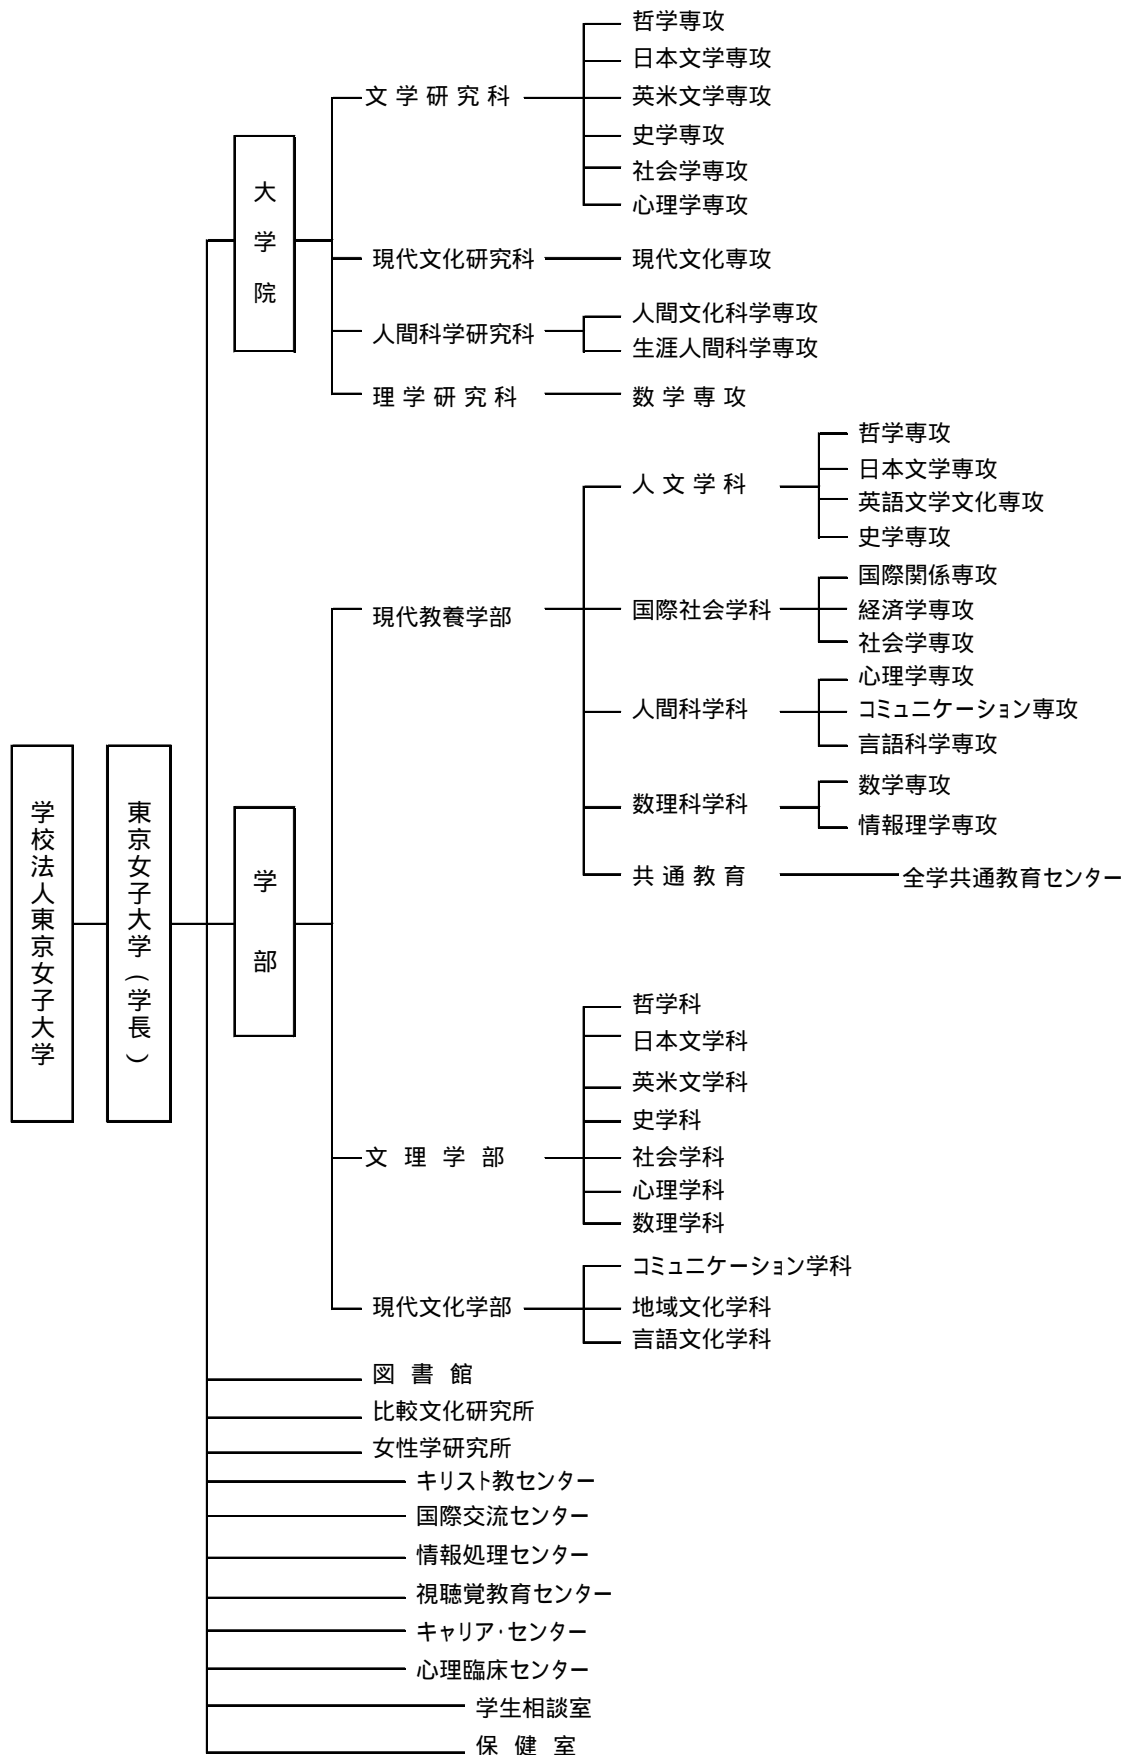 哲学専攻
日本文学専攻
文学研究科
英米文学専攻
史学専攻
社会学専攻
心理学専攻
大学院
現代文化研究科
現代文化専攻
人間文化科学専攻
人間科学研究科
生涯人間科学専攻
理学研究科
数学専攻
哲学専攻
日本文学専攻
人文学科
英語文学文化専攻
史学専攻
国際関係専攻
現代教養学部
国際社会学科
経済学専攻
社会学専攻
心理学専攻
人間科学科
コミュニケーション専攻
言語科学専攻
数学専攻
数理科学科
情報理学専攻
共通教育
全学共通教育センター
学校法人東京女子大学
東京女子大学(学長)
学部
哲学科
日本文学科
英米文学科
史学科
文理学部
社会学科
心理学科
数理学科
コミュニケーション学科
現代文化学部
地域文化学科
言語文化学科
図書館
比較文化研究所
女性学研究所
キリスト教センター
国際交流センター
情報処理センター
視聴覚教育センター
キャリア・センター
心理臨床センター
学生相談室
保健室